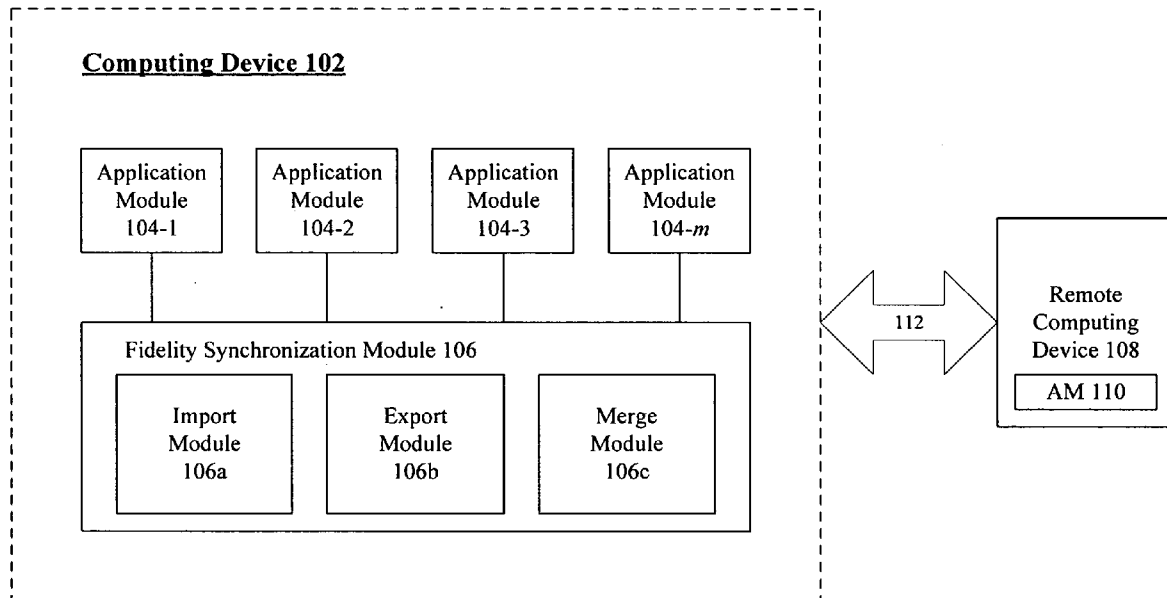 Computing Device 102
Application
Module
104-1
Application
Module
104-2
Application
Module
104-3
Application
Module
104-m
Fidelity Synchronization Module 106
Import
Module
106a
Export
Module
106b
Merge
Module
106c
112
Remote
Computing
Device 108
AM 110